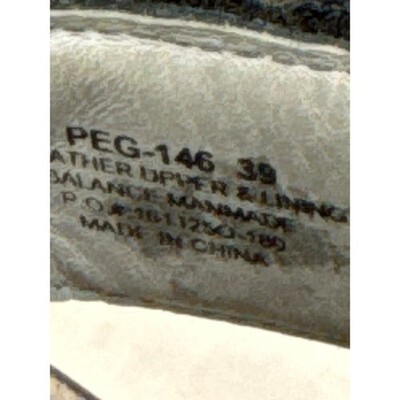 PEG-146 39
ATHER UPPER & LINING
BALANCE MANMADE
P.O.#
MADE IN CHINA